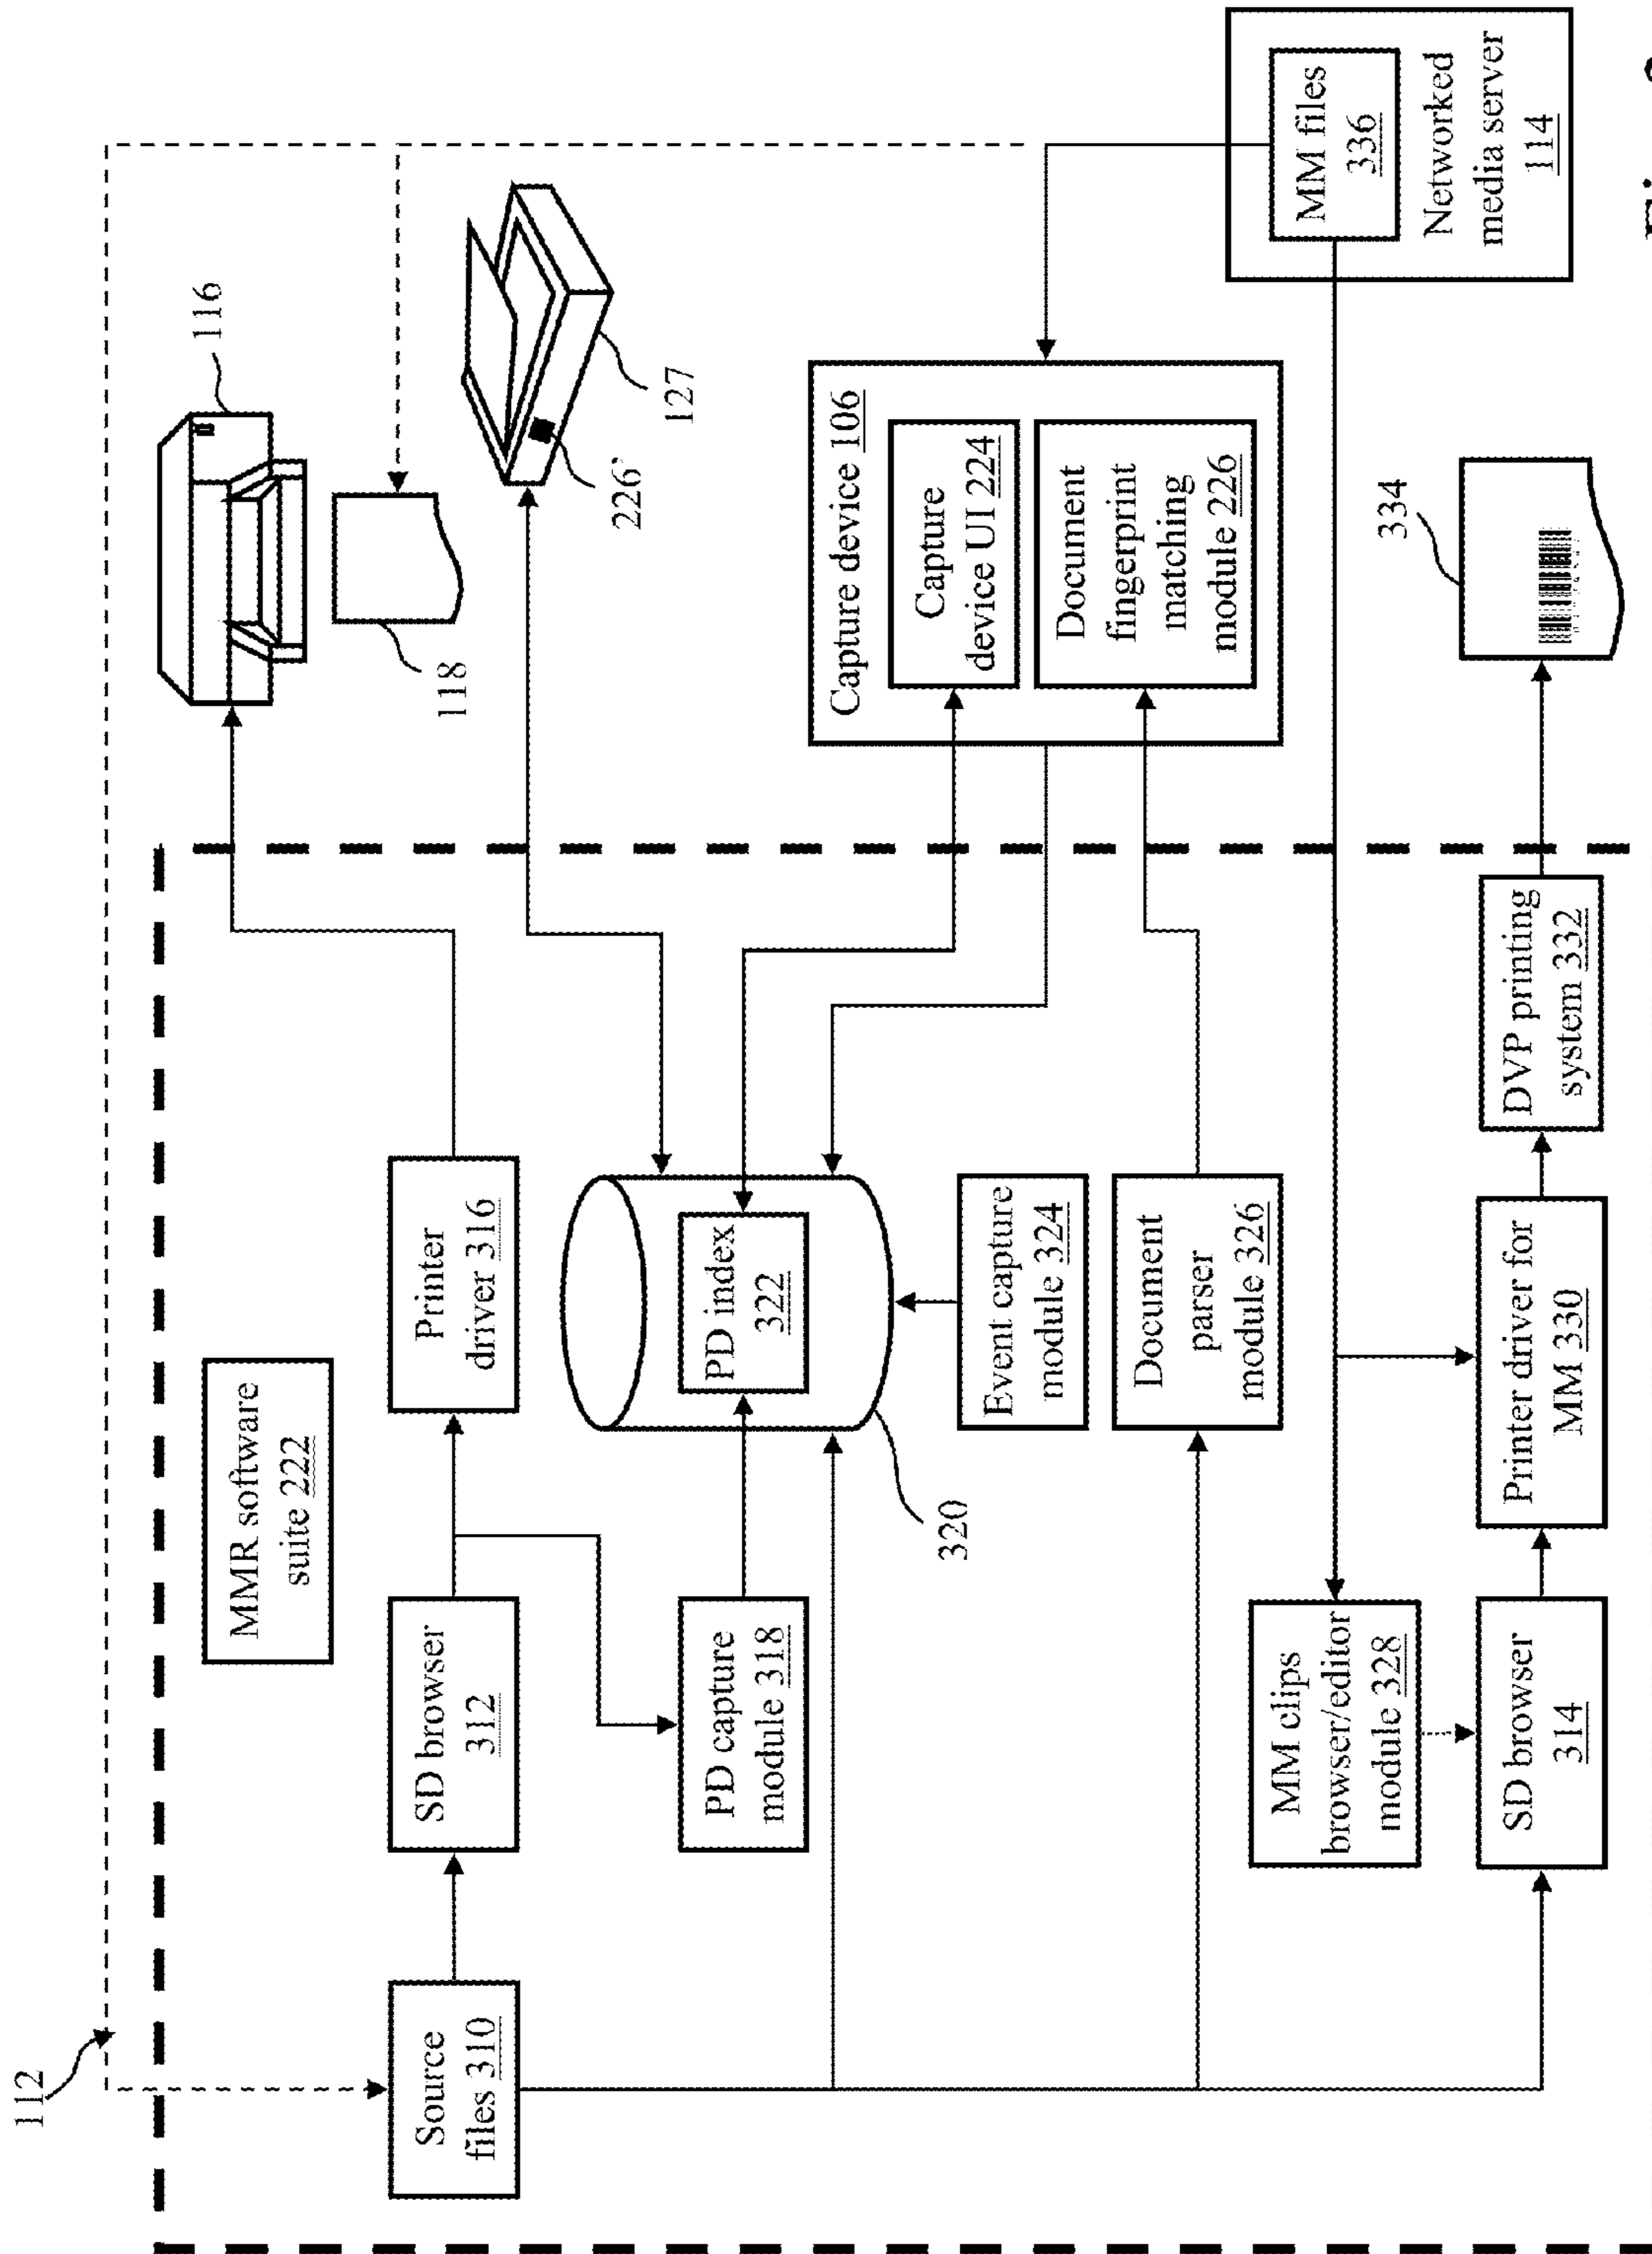 112
MMR software
suite 222
116
118
Source
files 310
SD browser
312
Printer
driver 316
127
226'
PD capture
module 318
PD index
322
320
Capture device 106
Capture
device UI 224
Document
fingerprint
matching
module 226
Event capture
module 324
Document
parser
module 326
MM clips
browser/editor
module 328
MM files
336
Networked
media server
114
SD browser
314
Printer driver for
MM 330
DVP printing
system 332
334